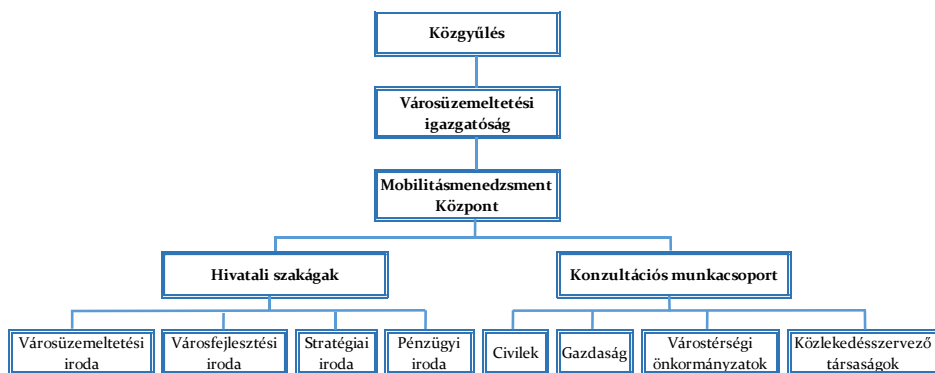 Közgyűlés
Városüzemeltetési
igazgatóság
Mobilitásmenedzsment
Központ
Hivatali szakágak
Konzultációs munkacsoport
Városüzemeltetési
iroda
Városfejlesztési
iroda
Stratégiai
iroda
Pénzügyi
iroda
Civilek
Gazdaság
Várostérségi
önkormányzatok
Közlekedésszervező
társaságok